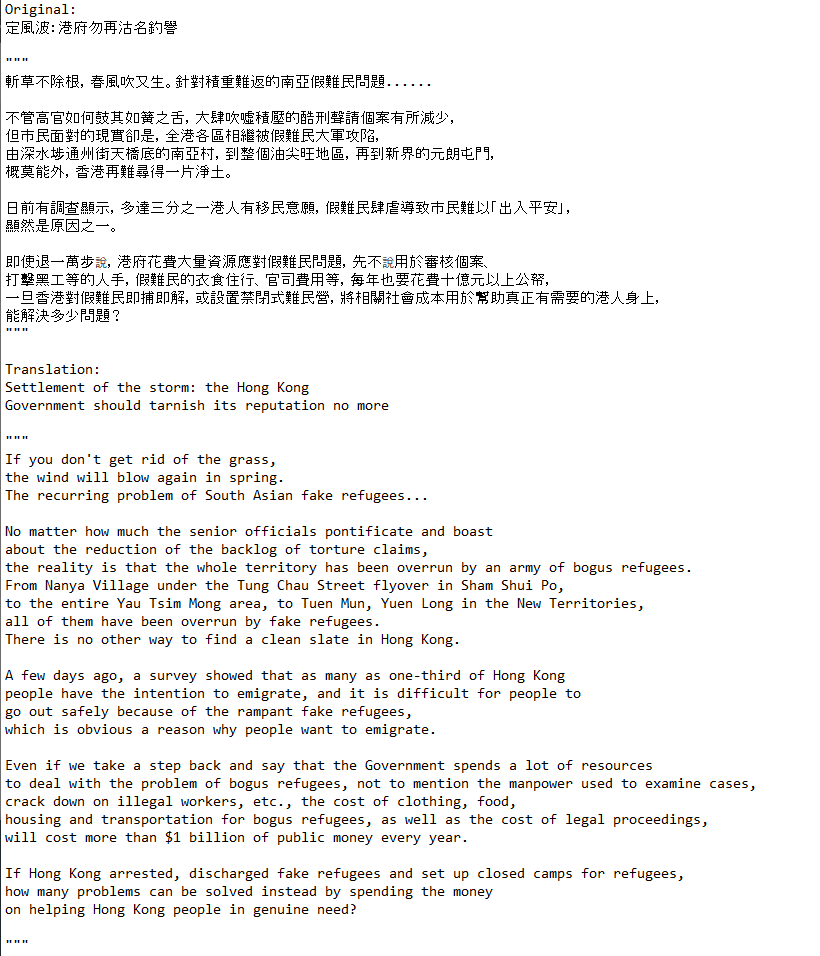 Original:
定風波:港府勿再沽名釣譽
"""
斬草不除根，春風吹又生。針對積重難返的南亞假難民問題......
不管高官如何鼓其如簧之舌，大肆吹噓積壓的酷刑聲請個案有所減少，
但市民面對的現實卻是，全港各區相繼被假難民大軍攻陷，
由深水埗通州街天橋底的南亞村，到整個油尖旺地區，再到新界的元朗屯門，
概莫能外，香港再難尋得一片淨土。
日前有調查顯示，多達三分之一港人有移民意願，假難民肆虐導致市民難以「出入平安」，
顯然是原因之一。
即使退一萬步說，港府花費大量資源應對假難民問題，先不說用於審核個案、
打擊黑工等的人手，假難民的衣食住行、官司費用等，每年也要花費十億元以上公帑，
一旦香港對假難民即捕即解，或設置禁閉式難民營，將相關社會成本用於幫助真正有需要的港人身上，
能解決多少問題？
"""
Translation:
Settlement of the storm: the Hong Kong
Government should tarnish its reputation no more
"""
If you don't get rid of the grass,
the wind will blow again in spring.
The recurring problem of South Asian fake refugees...
No matter how much the senior officials pontificate and boast
about the reduction of the backlog of torture claims,
the reality is that the whole territory has been overrun by an army of bogus refugees.
From Nanya Village under the Tung Chau Street flyover in Sham Shui Po,
to the entire Yau Tsim Mong area, to Tuen Mun, Yuen Long in the New Territories,
all of them have been overrun by fake refugees.
There is no other way to find a clean slate in Hong Kong.
A few days ago, a survey showed that as many as one-third of Hong Kong
people have the intention to emigrate, and it is difficult for people to
go out safely because of the rampant fake refugees,
which is obvious a reason why people want to emigrate.
Even if we take a step back and say that the Government spends a lot of resources
to deal with the problem of bogus refugees, not to mention the manpower used to examine cases,
crack down on illegal workers, etc., the cost of clothing, food,
housing and transportation for bogus refugees, as well as the cost of legal proceedings,
will cost more than $1 billion of public money every year.
If Hong Kong arrested, discharged fake refugees and set up closed camps for refugees,
how many problems can be solved instead by spending the money
on helping Hong Kong people in genuine need?
"""